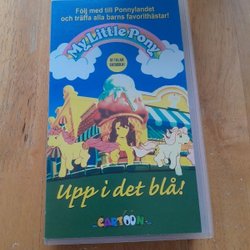 Följ med till Ponnylandet
och träffa alla barns favorithästar!
My Little Pony
Upp i det blå!
CARTOON